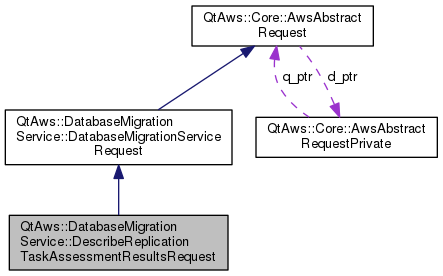 QtAws::Core::AwsAbstract
Request
q_ptr
d_ptr
QtAws::DatabaseMigration
Service::DatabaseMigrationService
Request
QtAws::Core::AwsAbstract
RequestPrivate
QtAws::DatabaseMigration
Service::DescribeReplication
TaskAssessmentResultsRequest